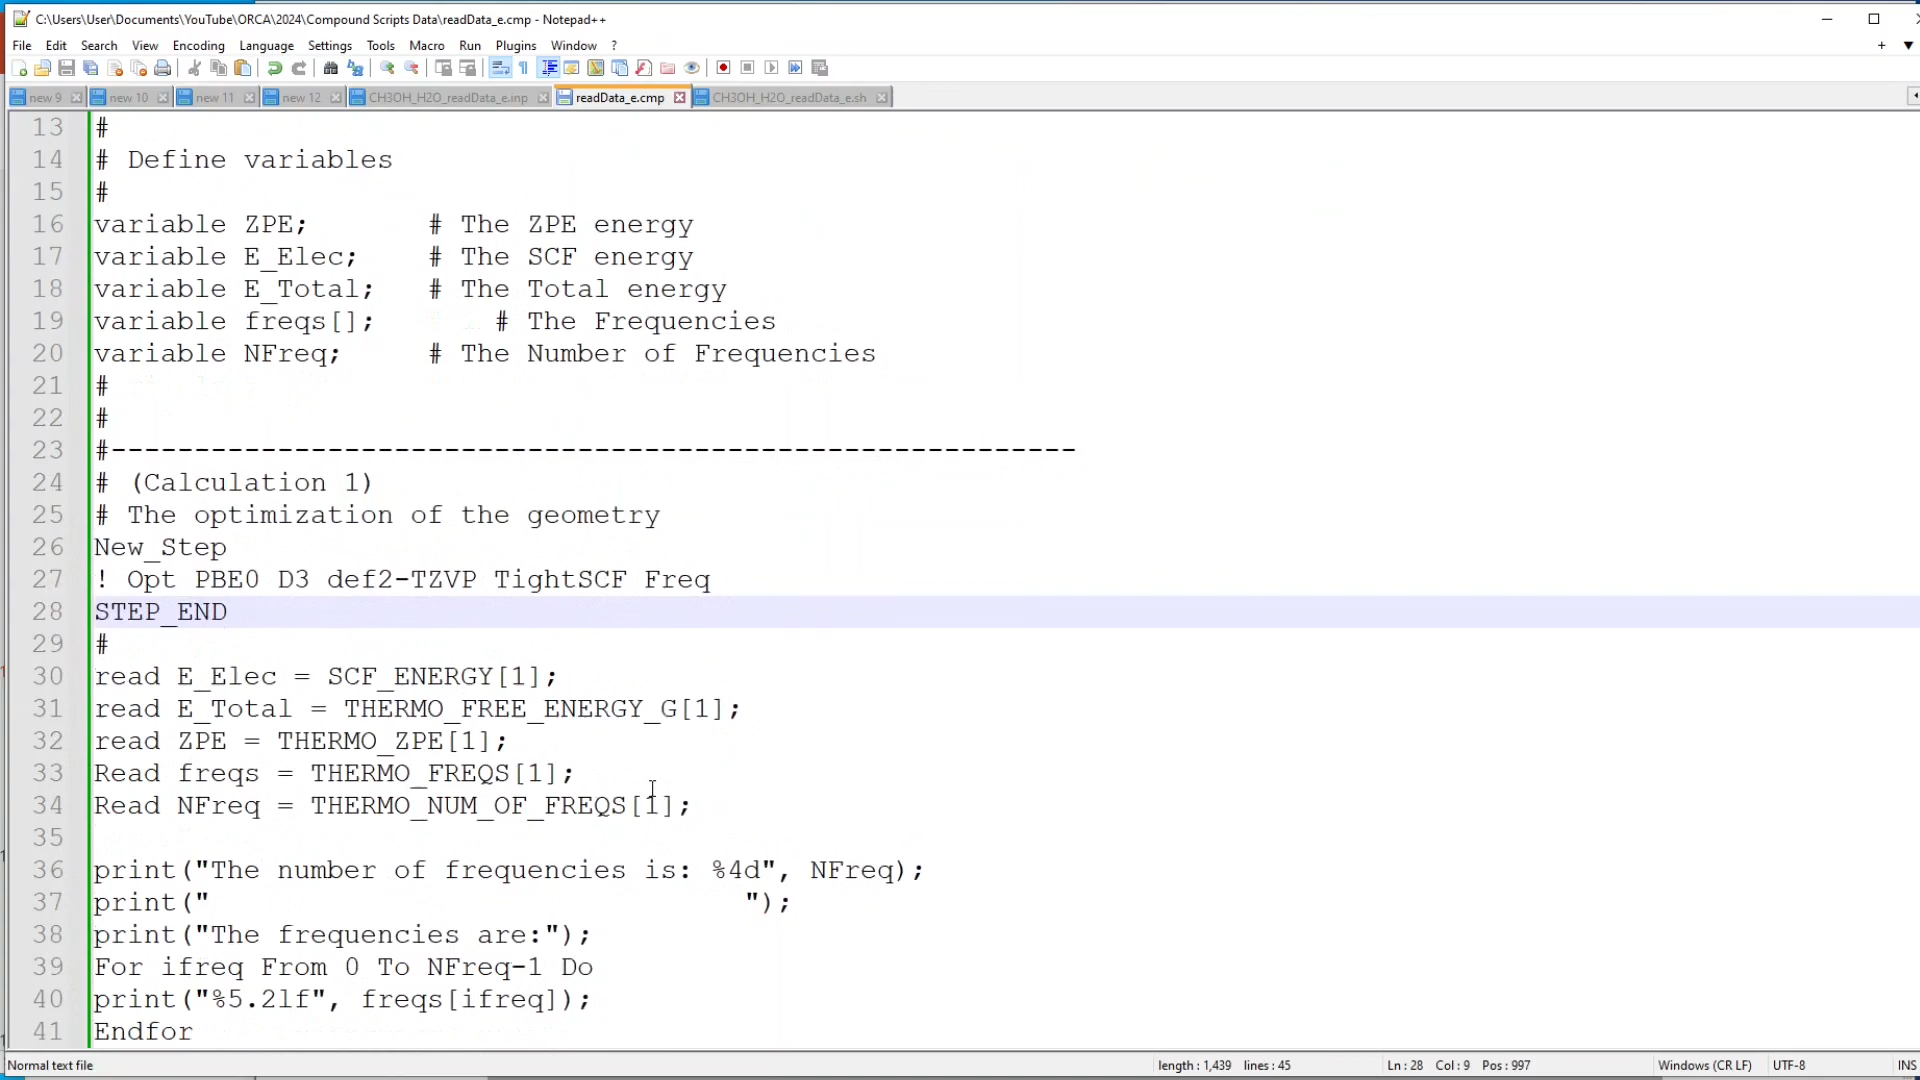 C:\Users\User\Documents\YouTube\ORCA\2024\Compound Scripts Data\readData_e.cmp - Notepad++
File Edit Search View Encoding Language Settings Tools Macro Run Plugins Window ?
new 9 new 10 new 11 new 12 CH3OH_H2O_readData_e.inp readData_e.cmp CH3OH_H2O_readData_e.sh
13 #
14 # Define variables
15 #
16 variable ZPE; # The ZPE energy
17 variable E_Elec; # The SCF energy
18 variable E_Total; # The Total energy
19 variable freqs[]; # The Frequencies
20 variable NFreq; # The Number of Frequencies
21 #
22 #
23 #----------------------------------------------------------
24 # (Calculation 1)
25 # The optimization of the geometry
26 New_Step
27 ! Opt PBE0 D3 def2-TZVP TightSCF Freq
28 STEP_END
29 #
30 read E_Elec = SCF_ENERGY[1];
31 read E_Total = THERMO_FREE_ENERGY_G[1];
32 read ZPE = THERMO_ZPE[1];
33 Read freqs = THERMO_FREQS[1];
34 Read NFreq = THERMO_NUM_OF_FREQS[1];
35
36 print("The number of frequencies is: %4d", NFreq);
37 print("                                ");
38 print("The frequencies are:");
39 For ifreq From 0 To NFreq-1 Do
40 print("%5.2lf", freqs[ifreq]);
41 Endfor
Normal text file length : 1,439 lines : 45 Ln : 28 Col : 9 Pos : 997 Windows (CR LF) UTF-8 INS